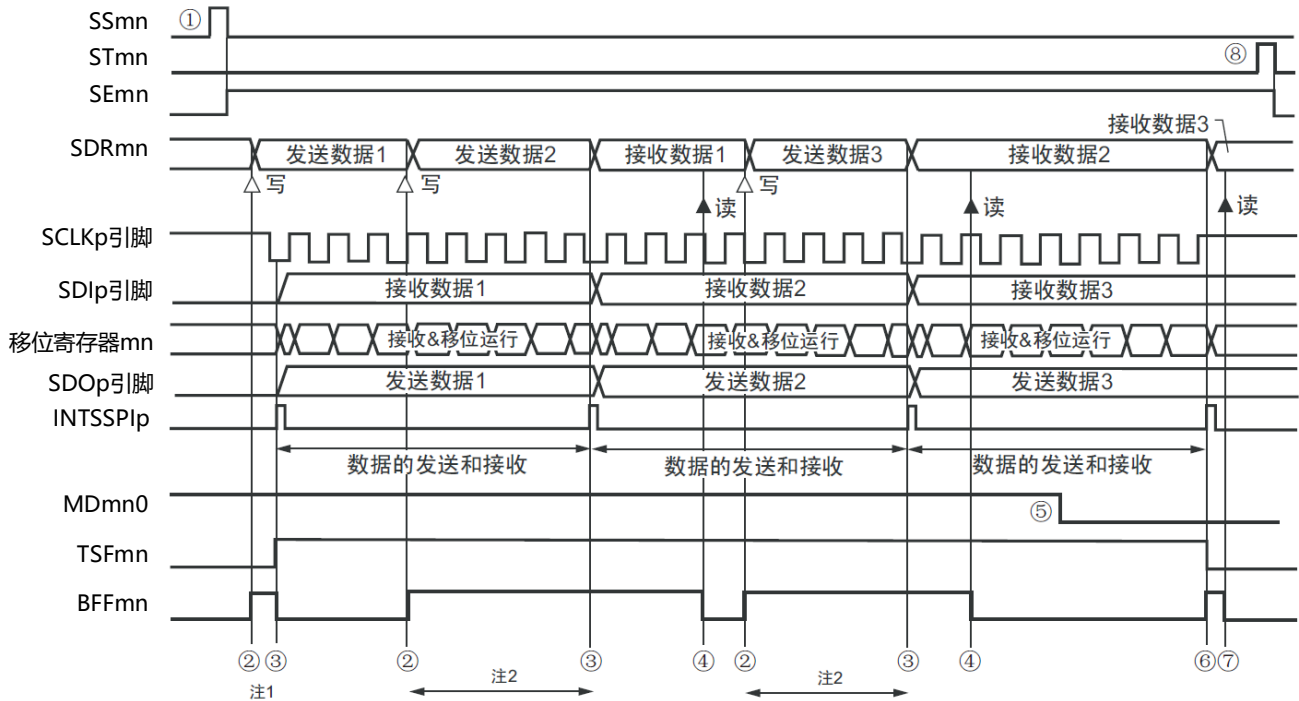 SSmn ①
STmn ⑧
SEmn
接收数据3
SDRmn 发送数据1 发送数据2 接收数据1 发送数据3 接收数据2
写 写 写
读 读 读
SCLKp引脚
SDIp引脚 接收数据1 接收数据2 接收数据3
移位寄存器mn 接收&移位运行 接收&移位运行 接收&移位运行
SDOp引脚 发送数据1 发送数据2 发送数据3
INTSSPIp
数据的发送和接收 数据的发送和接收 数据的发送和接收
MDmn0 ⑤
TSFmn
BFFmn
② ③ ② ③ ④ ② ③ ④ ⑥ ⑦
注1 注2 注2